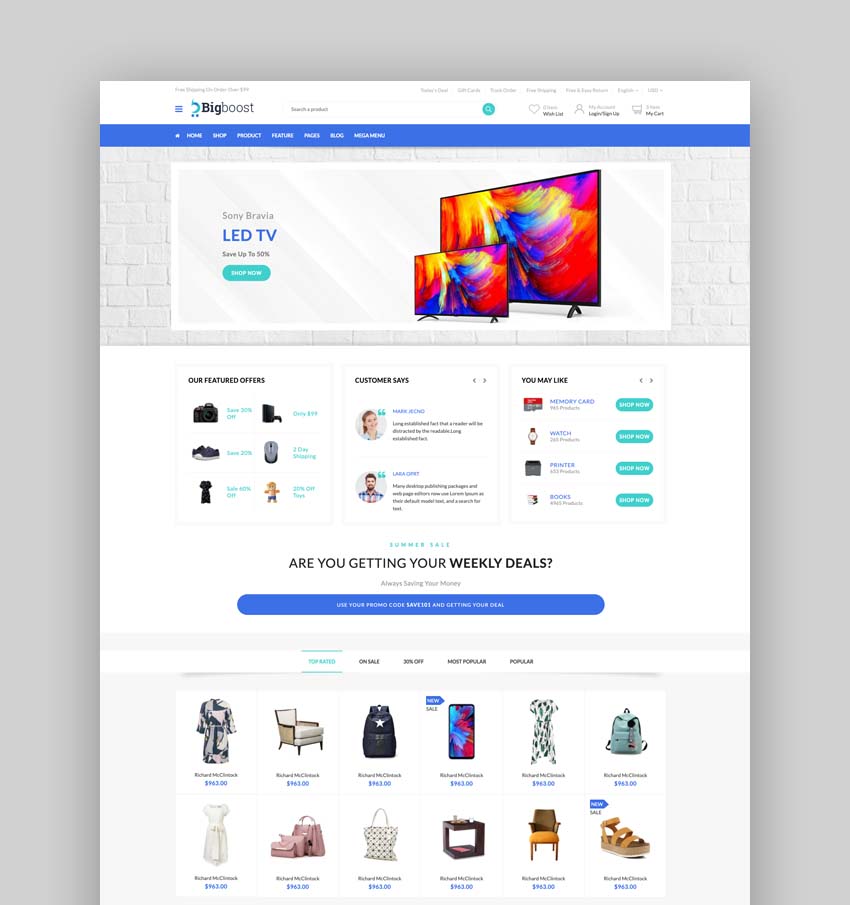 Free Shipping On Order Over $99
Today's Deal
Gift Cards
Track Order
Free Shipping
Free & Easy Return
English
USD
Bigboost
Search a product
0 Item
Wish List
My Account
Login/Sign Up
My Cart
HOME
SHOP
PRODUCT
FEATURE
PAGES
BLOG
MEGA MENU
Sony Bravia
LED TV
Save Up To 50%
SHOP NOW
OUR FEATURED OFFERS
Save 30%
Off
Only $99
Save 20%
2 Day
Shipping
Sale 60%
Off
20% Off
Toys
CUSTOMER SAYS
MARK JECNO
Long established fact that a reader will be
distracted by the readable.Long
established fact.
LARA OPRT
Many desktop publishing packages and
web page editors now use Lorem Ipsum as
their default model text, and a search for
text.
YOU MAY LIKE
MEMORY CARD
965 Products
SHOP NOW
WATCH
265 Products
SHOP NOW
PRINTER
653 Products
SHOP NOW
BOOKS
4965 Products
SHOP NOW
SUMMER SALE
ARE YOU GETTING YOUR WEEKLY DEALS?
Always Saving Your Money
USE YOUR PROMO CODE SAVE101 AND GETTING YOUR DEAL
TOP RATED
ON SALE
30% OFF
MOST POPULAR
POPULAR
Richard McClintock
$963.00
Richard McClintock
$963.00
Richard McClintock
$963.00
NEW
SALE
Richard McClintock
$963.00
Richard McClintock
$963.00
Richard McClintock
$963.00
Richard McClintock
$963.00
Richard McClintock
$963.00
Richard McClintock
$963.00
Richard McClintock
$963.00
Richard McClintock
$963.00
NEW
SALE
Richard McClintock
$963.00